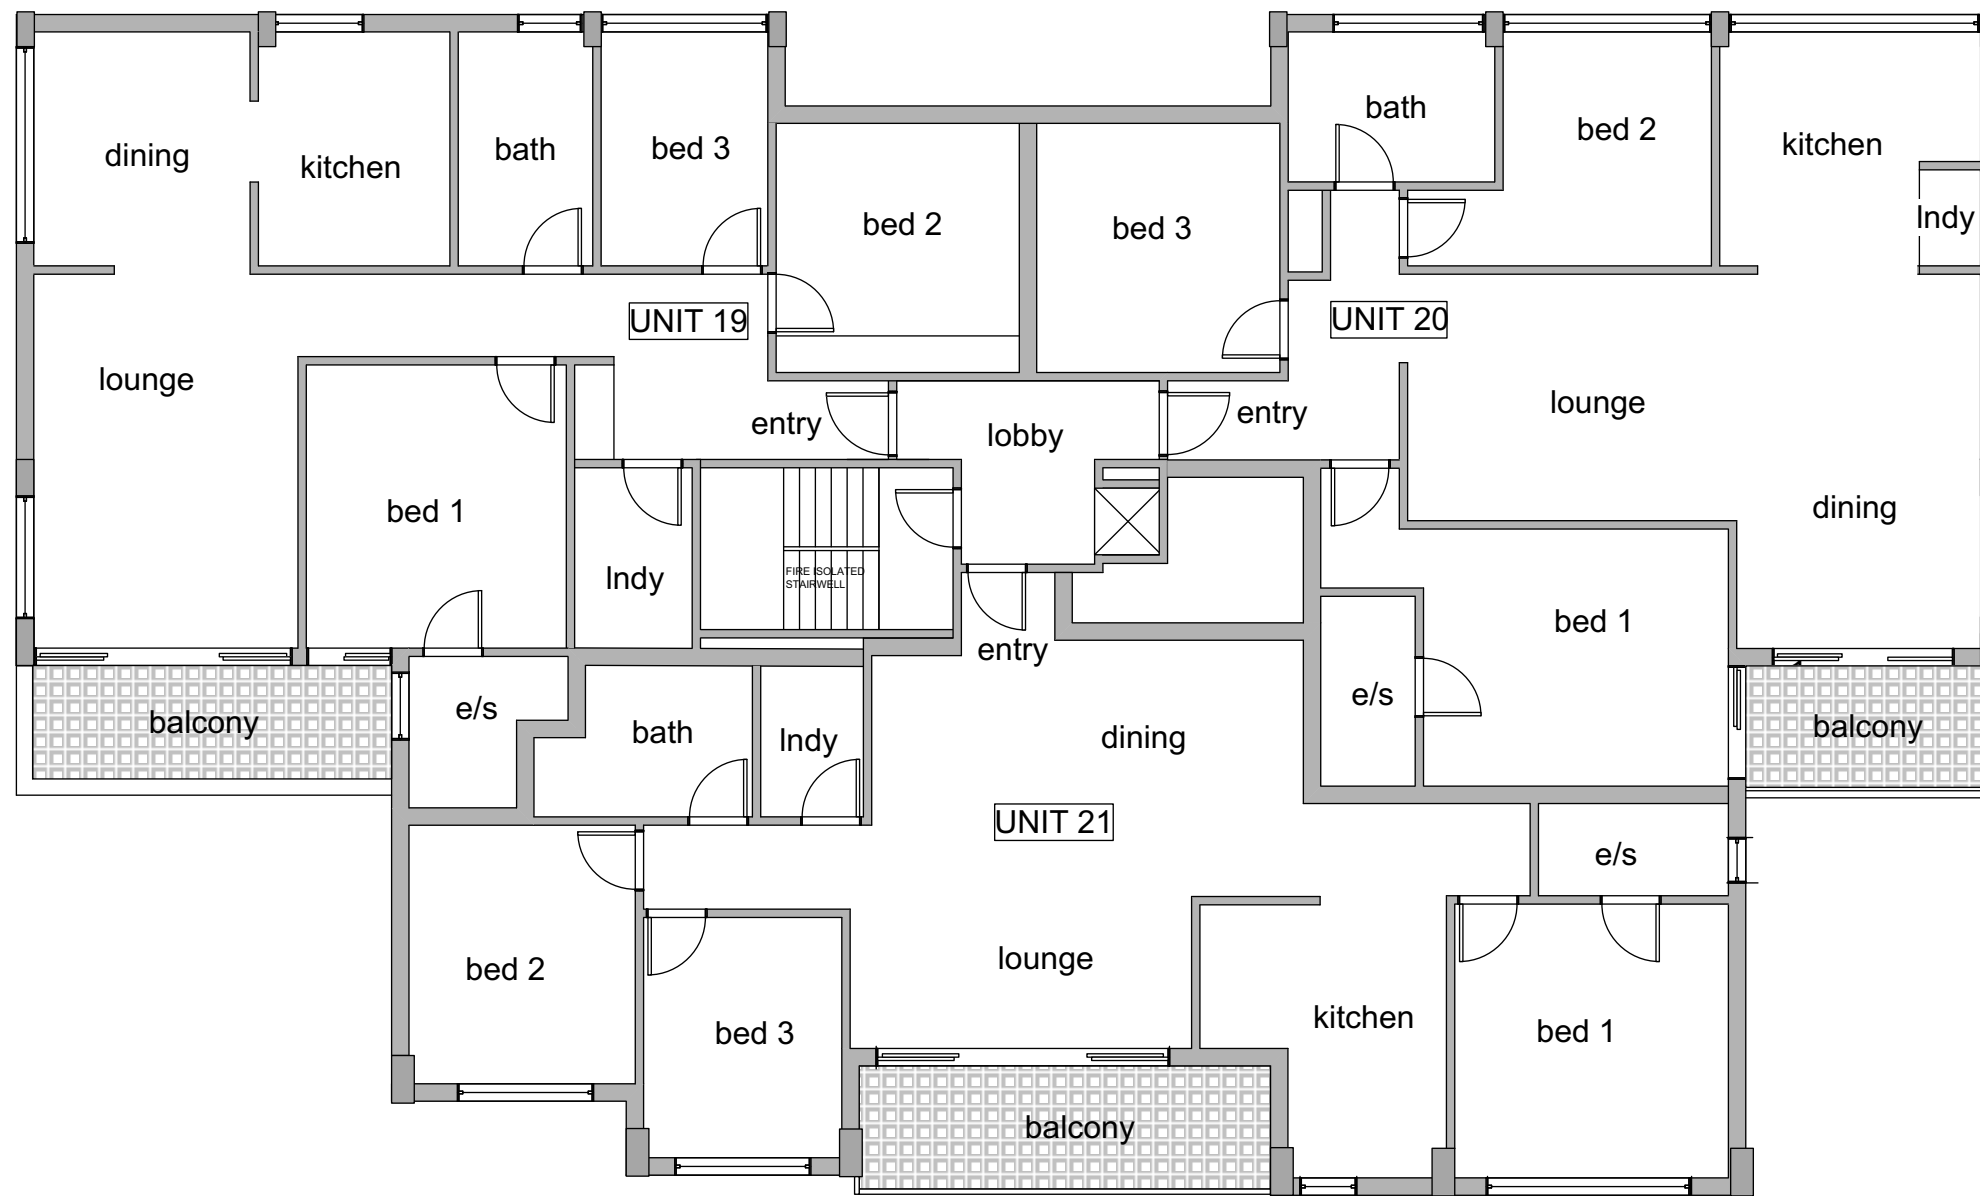 bath
bed 2
dining
kitchen
bath
bed 3
kitchen
bed 2
bed 3
lndy
UNIT 19
UNIT 20
lounge
entry
lobby
entry
lounge
bed 1
dining
lndy
FIRE ISOLATED
STAIRWELL
bed 1
entry
balcony
e/s
bath
lndy
dining
e/s
balcony
UNIT 21
e/s
bed 2
lounge
bed 3
kitchen
bed 1
balcony